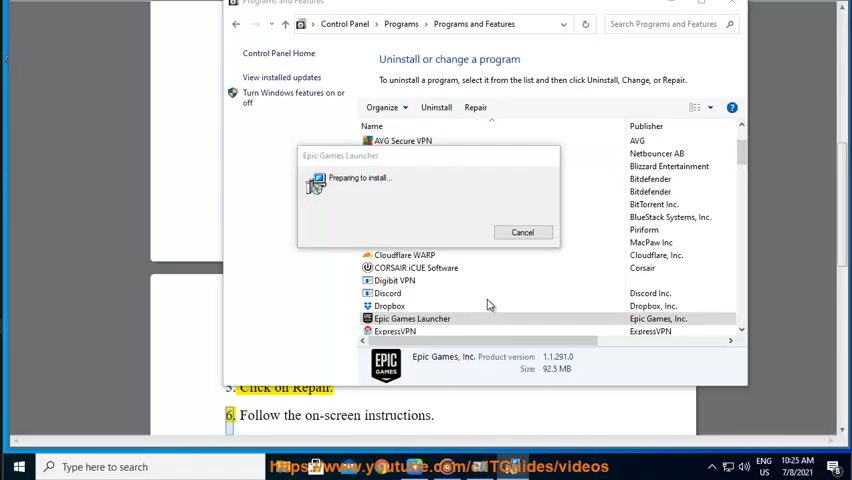 Programs and Features
Control Panel
Programs
Programs and Features
Search Programs and Features
Control Panel Home
View installed updates
Turn Windows features on or
off
Uninstall or change a program
To uninstall a program, select it from the list and then click Uninstall, Change, or Repair.
Organize
Uninstall
Repair
Name
Publisher
AVG Secure VPN
AVG
Netbouncer AB
Blizzard Entertainment
Bitdefender
Bitdefender
BitTorrent Inc.
BlueStack Systems, Inc.
Piriform
MacPaw Inc
Epic Games Launcher
Preparing to install...
Cancel
Cloudflare WARP
Cloudflare, Inc.
CORSAIR iCUE Software
Corsair
Digibit VPN
Discord
Discord Inc.
Dropbox
Dropbox, Inc.
Epic Games Launcher
Epic Games, Inc.
ExpressVPN
ExpressVPN
EPIC
GAMES
Epic Games, Inc. Product version: 1.1.291.0
Size: 92.5 MB
5. Click on Repair.
6. Follow the on-screen instructions.
Type here to search
ENG
US
10:25 AM
7/8/2021
8